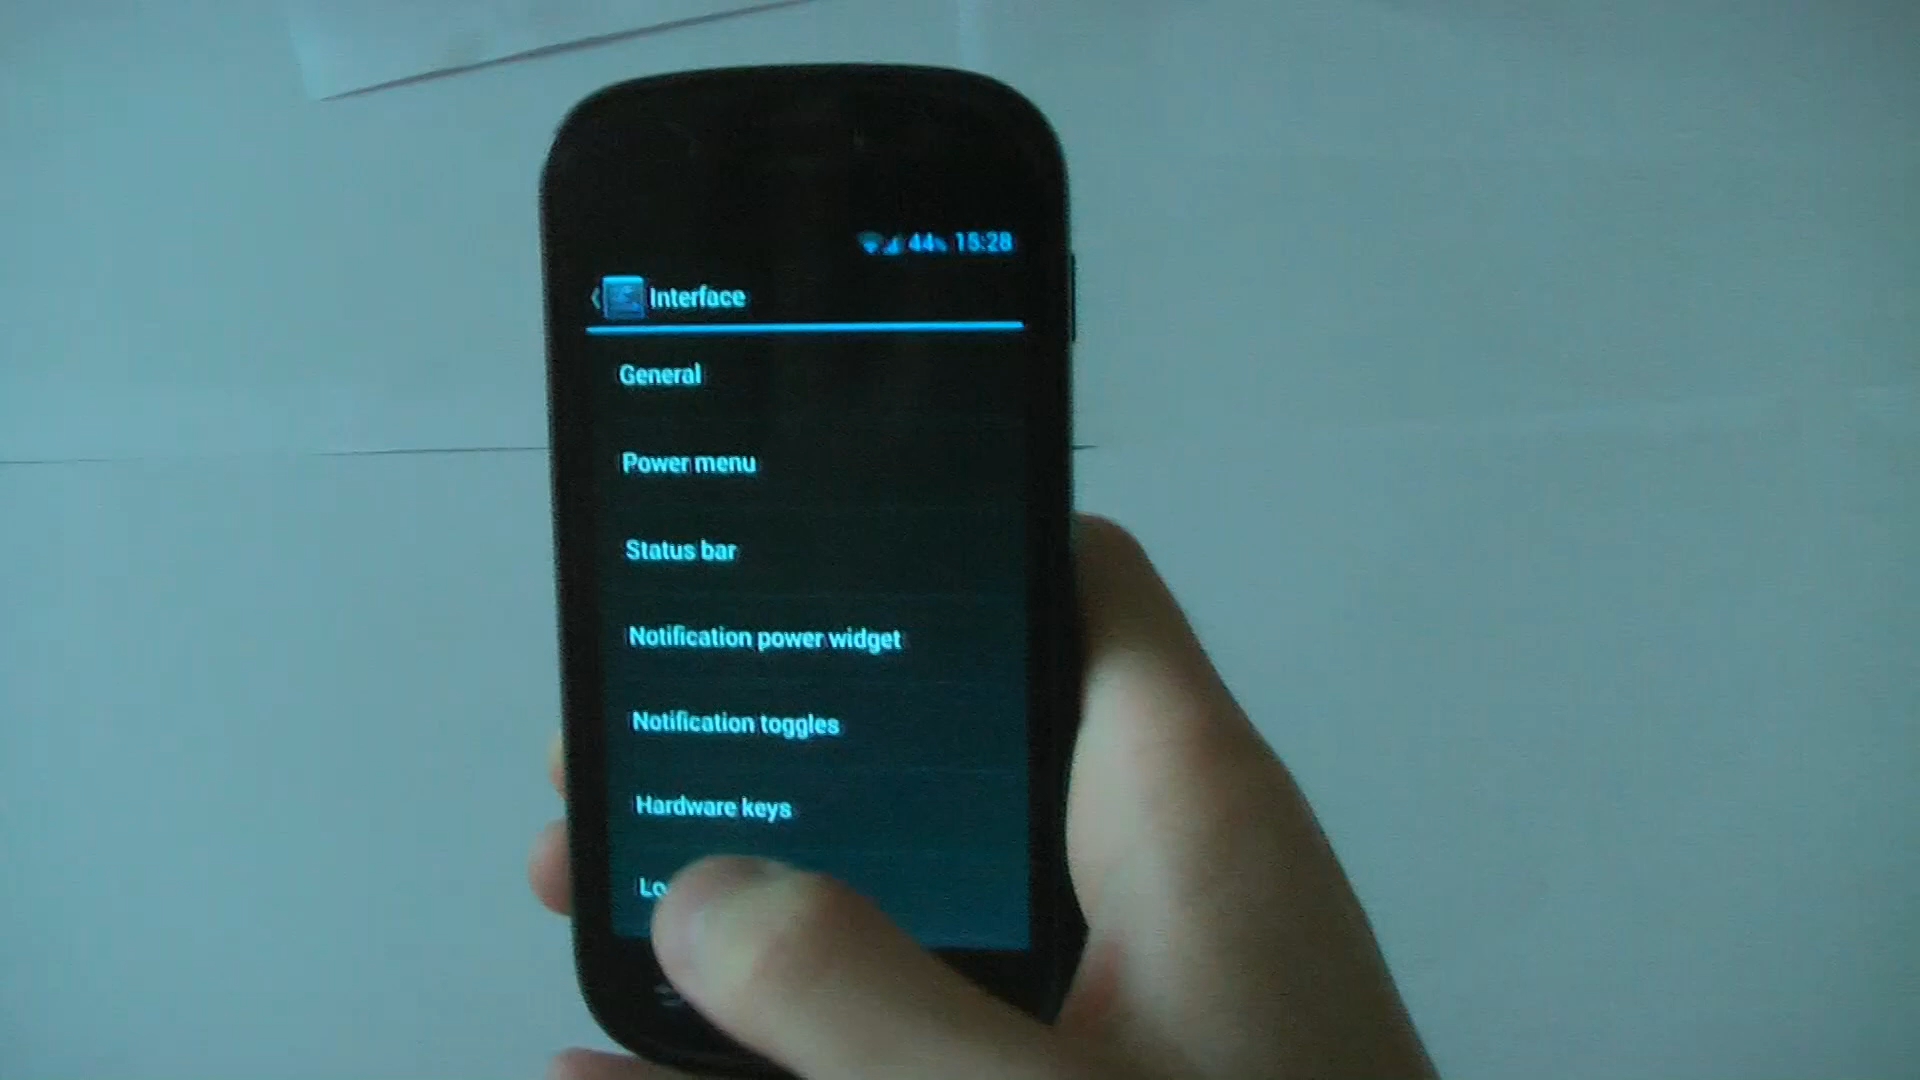 44% 15:28
Interface
General
Power menu
Status bar
Notification power widget
Notification toggles
Hardware keys